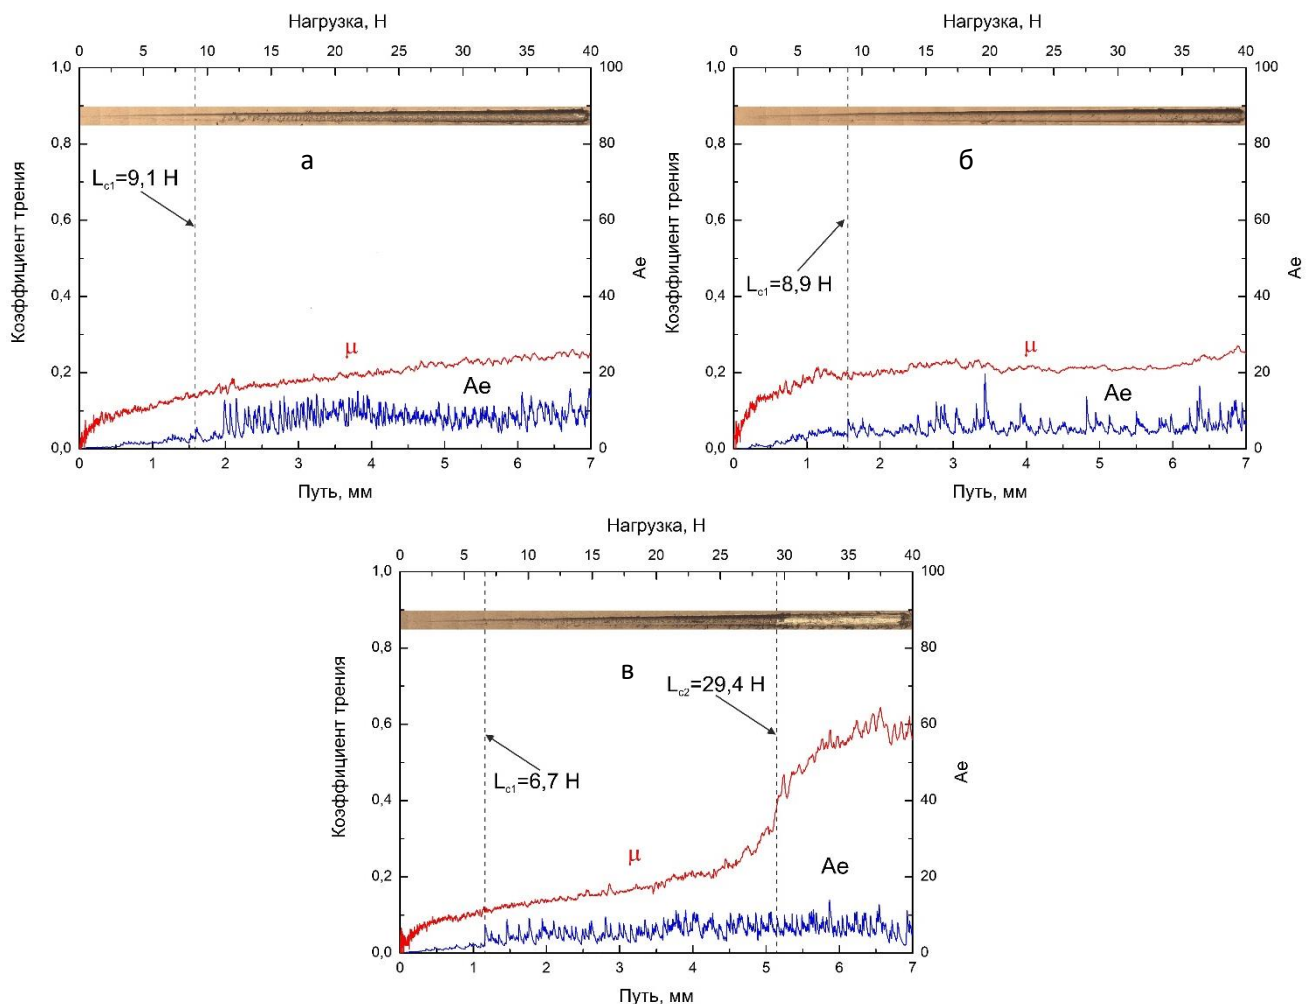 Нагрузка, Н
0 5 10 15 20 25 30 35 40
1,0 100
0,8 80
0,6 60
0,4 40
0,2 20
0,0 0
Коэффициент трения
Ae
а
L_c1=9,1 Н
μ
Ae
0 1 2 3 4 5 6 7
Путь, мм
Нагрузка, Н
0 5 10 15 20 25 30 35 40
1,0 100
0,8 80
0,6 60
0,4 40
0,2 20
0,0 0
Коэффициент трения
Ae
б
L_c1=8,9 Н
μ
Ae
0 1 2 3 4 5 6 7
Путь, мм
Нагрузка, Н
0 5 10 15 20 25 30 35 40
1,0 100
0,8 80
0,6 60
0,4 40
0,2 20
0,0 0
Коэффициент трения
Ae
в
L_c2=29,4 Н
L_c1=6,7 Н
μ
Ae
0 1 2 3 4 5 6 7
Путь, мм